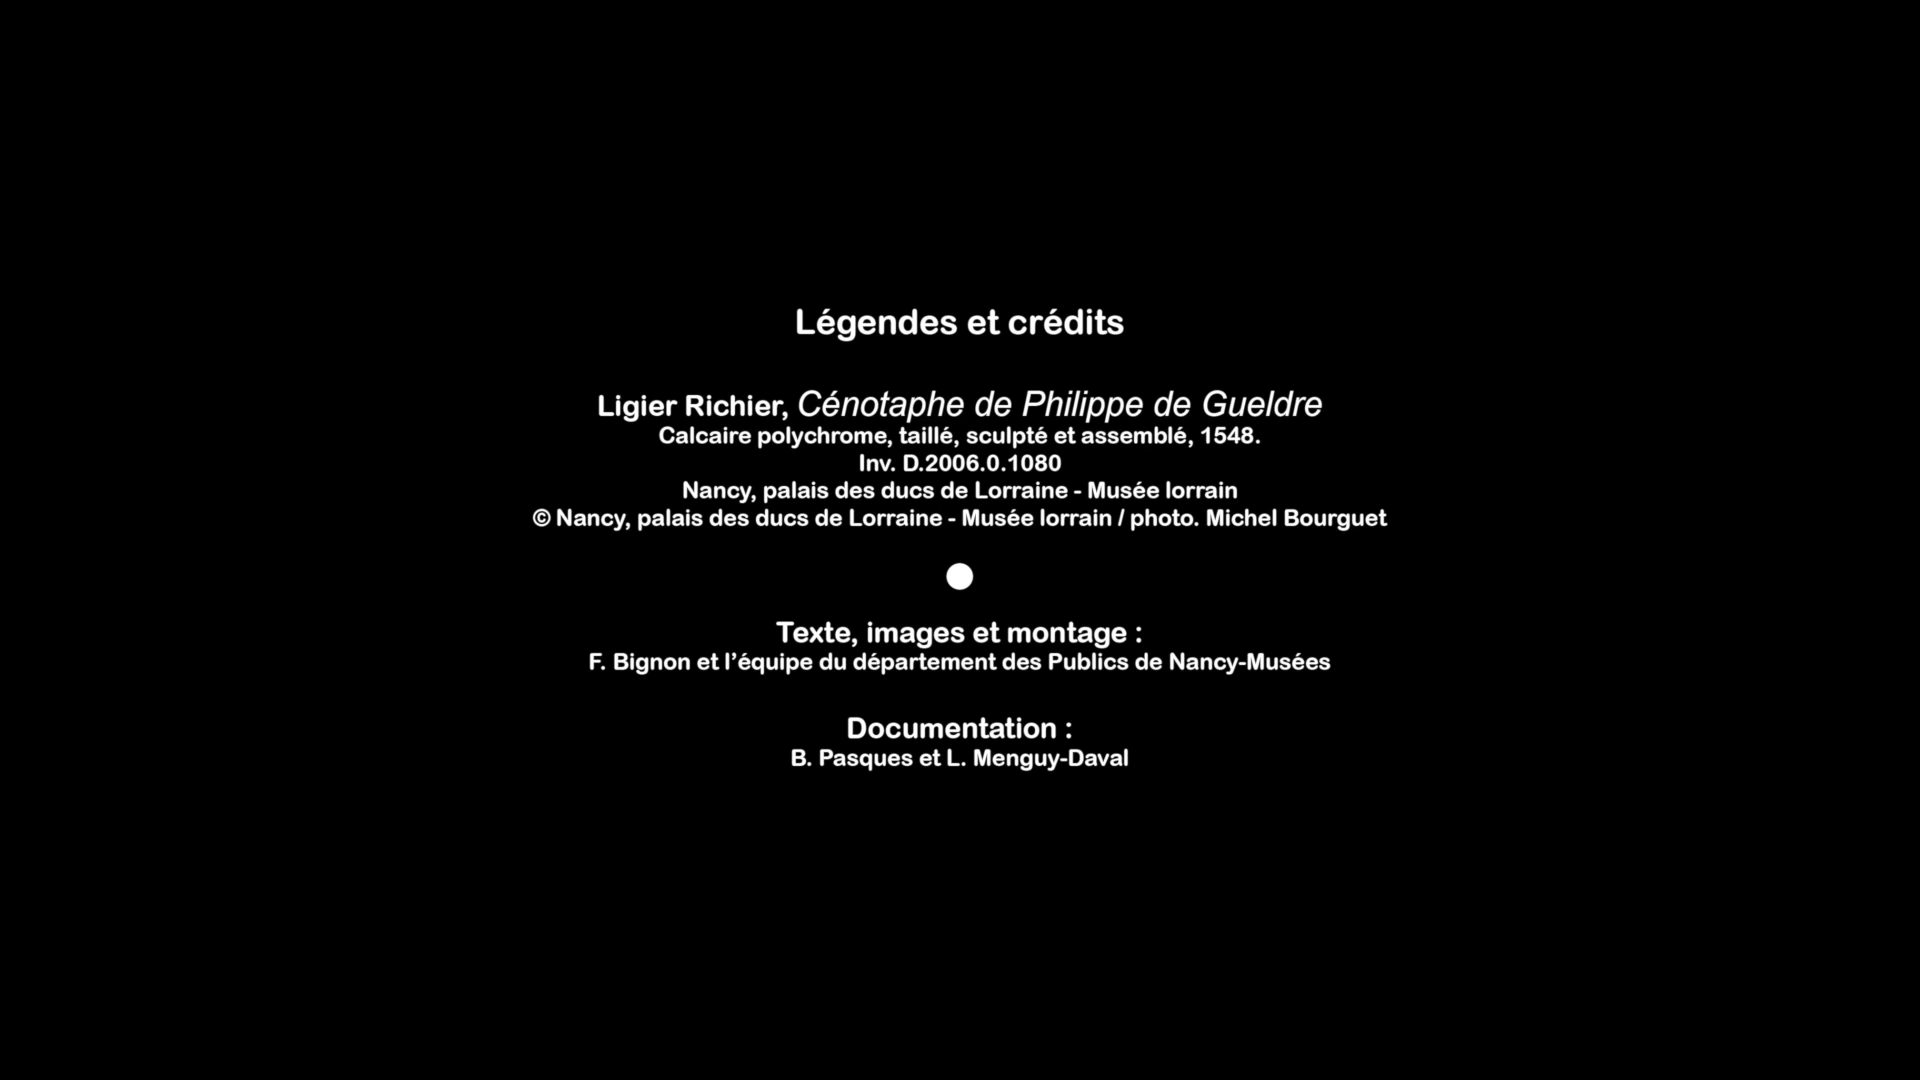 Légendes et crédits
Ligier Richier, Cénotaphe de Philippe de Gueldre
Calcaire polychrome, taillé, sculpté et assemblé, 1548.
Inv. D.2006.0.1080
Nancy, palais des ducs de Lorraine - Musée lorrain
© Nancy, palais des ducs de Lorraine - Musée lorrain / photo. Michel Bourguet
Texte, images et montage :
F. Bignon et l’équipe du département des Publics de Nancy-Musées
Documentation :
B. Pasques et L. Menguy-Daval